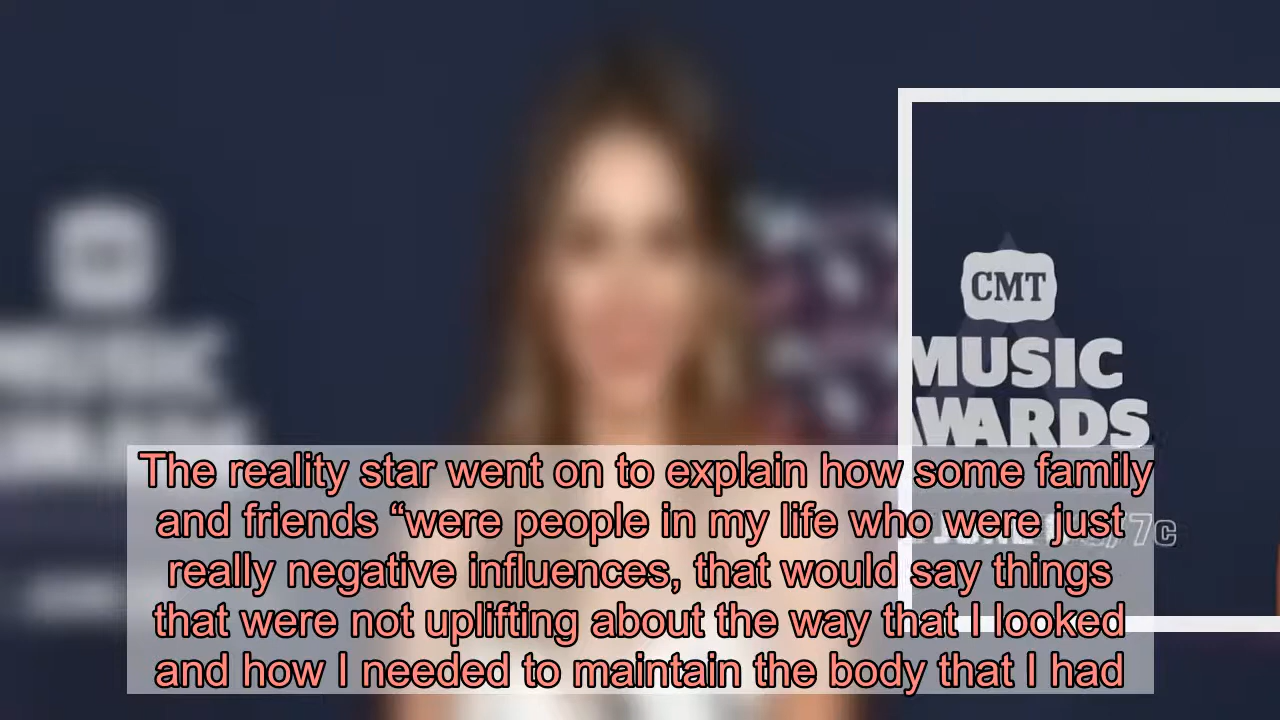 CMT
MUSIC
AWARDS
The reality star went on to explain how some family
and friends “were people in my life who were just
really negative influences, that would say things
that were not uplifting about the way that I looked
and how I needed to maintain the body that I had
7c